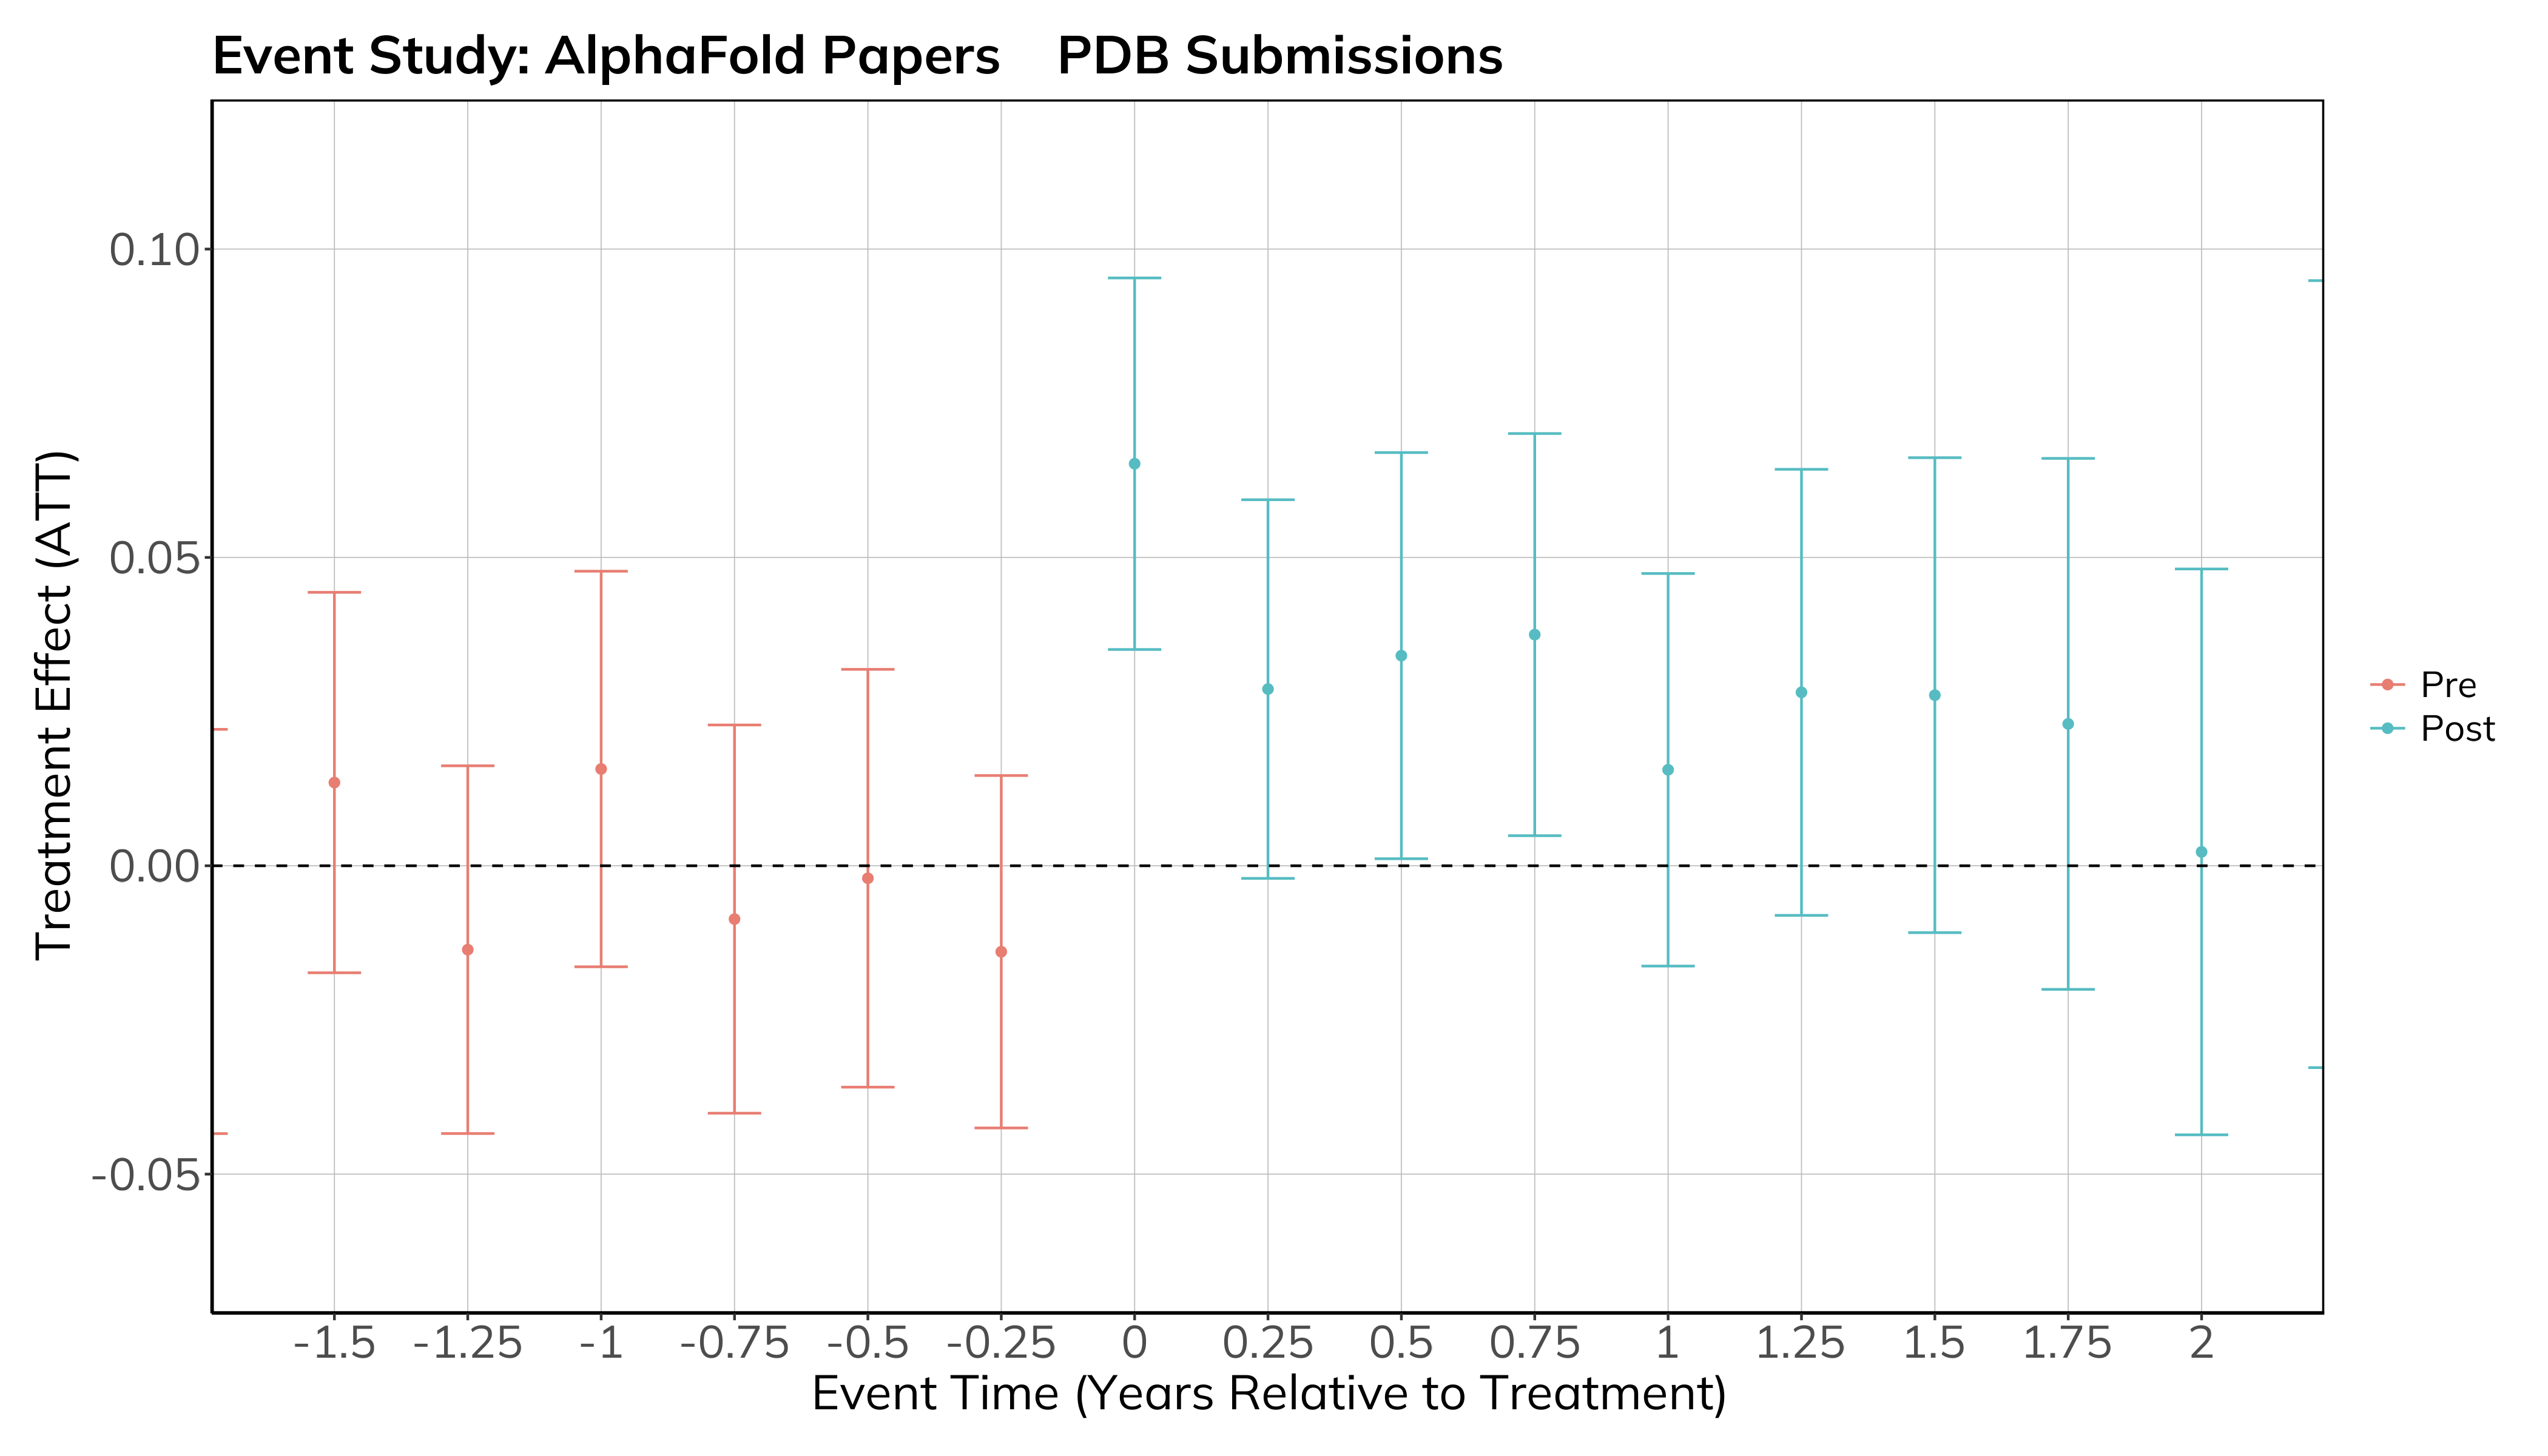 Event Study: AlphaFold Papers    PDB Submissions
Treatment Effect (ATT)
0.10
0.05
0.00
-0.05
-1.5 -1.25 -1 -0.75 -0.5 -0.25 0 0.25 0.5 0.75 1 1.25 1.5 1.75 2
Event Time (Years Relative to Treatment)
Pre
Post